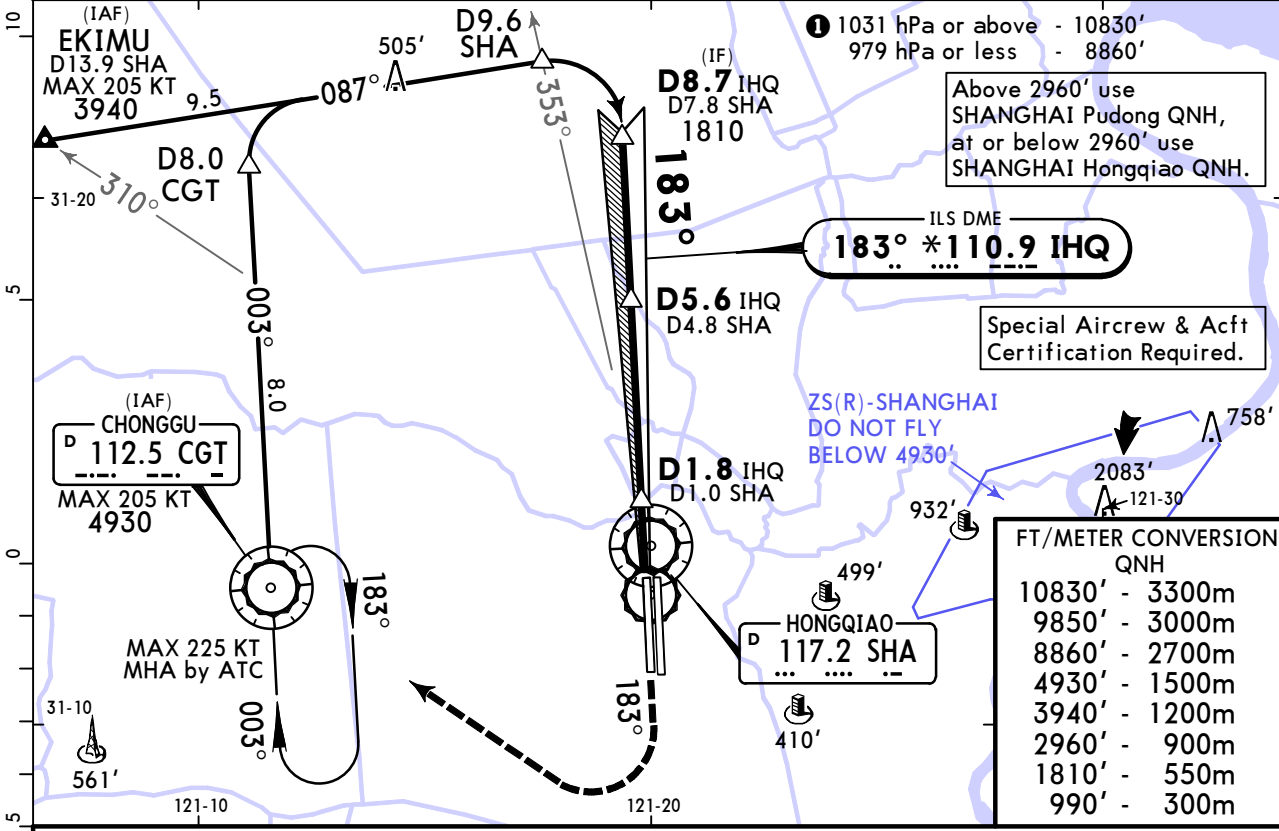 10
(IAF)
EKIMU
D13.9 SHA
MAX 205 KT
3940
9.5
087°
505'
D9.6
SHA
353°
(IF)
D8.7 IHQ
D7.8 SHA
1810
❶ 1031 hPa or above - 10830'
979 hPa or less - 8860'
Above 2960' use
SHANGHAI Pudong QNH,
at or below 2960' use
SHANGHAI Hongqiao QNH.
D8.0
CGT
310°
31-20
183°
ILS DME
183° *110.9 IHQ
5
003°
8.0
D5.6 IHQ
D4.8 SHA
Special Aircrew & Acft
Certification Required.
(IAF)
CHONGGU
D 112.5 CGT
MAX 205 KT
4930
ZS(R)-SHANGHAI
DO NOT FLY
BELOW 4930'
758'
D1.8 IHQ
D1.0 SHA
2083'
121-30
932'
0
183°
499'
MAX 225 KT
MHA by ATC
HONGQIAO
D 117.2 SHA
183°
003°
31-10
561'
410'
121-10
121-20
5
FT/METER CONVERSION
QNH
10830' - 3300m
9850' - 3000m
8860' - 2700m
4930' - 1500m
3940' - 1200m
2960' - 900m
1810' - 550m
990' - 300m